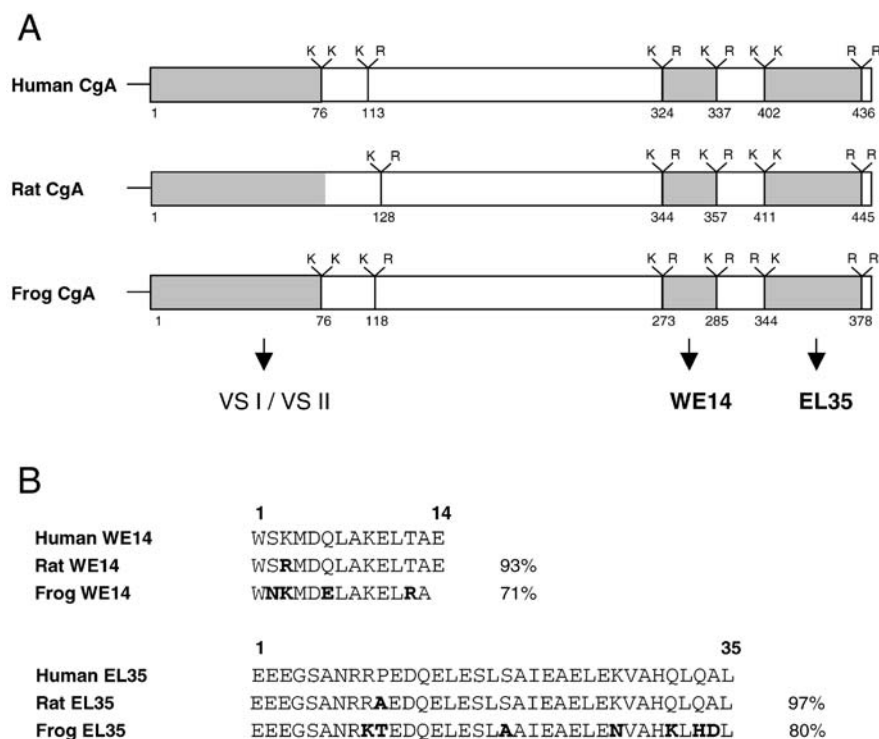 A
K K K R K R K R K K R R
Human CgA
1 76 113 324 337 402 436
K R K R K R K K R R
Rat CgA
1 128 344 357 411 445
K K K R K R K R R K R R
Frog CgA
1 76 118 273 285 344 378
VS I / VS II WE14 EL35
B
1 14
Human WE14 WSKMDQLAKELTAE
Rat WE14 WSRMDQLAKELTAE 93%
Frog WE14 WNKMDELAKELRA 71%
1 35
Human EL35 EEEGSANRRPEDQELESLSAIEAELEKVAHQLQAL
Rat EL35 EEEGSANRRAEDQELESLSAIEAELEKVAHQLQAL 97%
Frog EL35 EEEGSANRKTEDQELESLAAIEAELENVAHKLHDL 80%